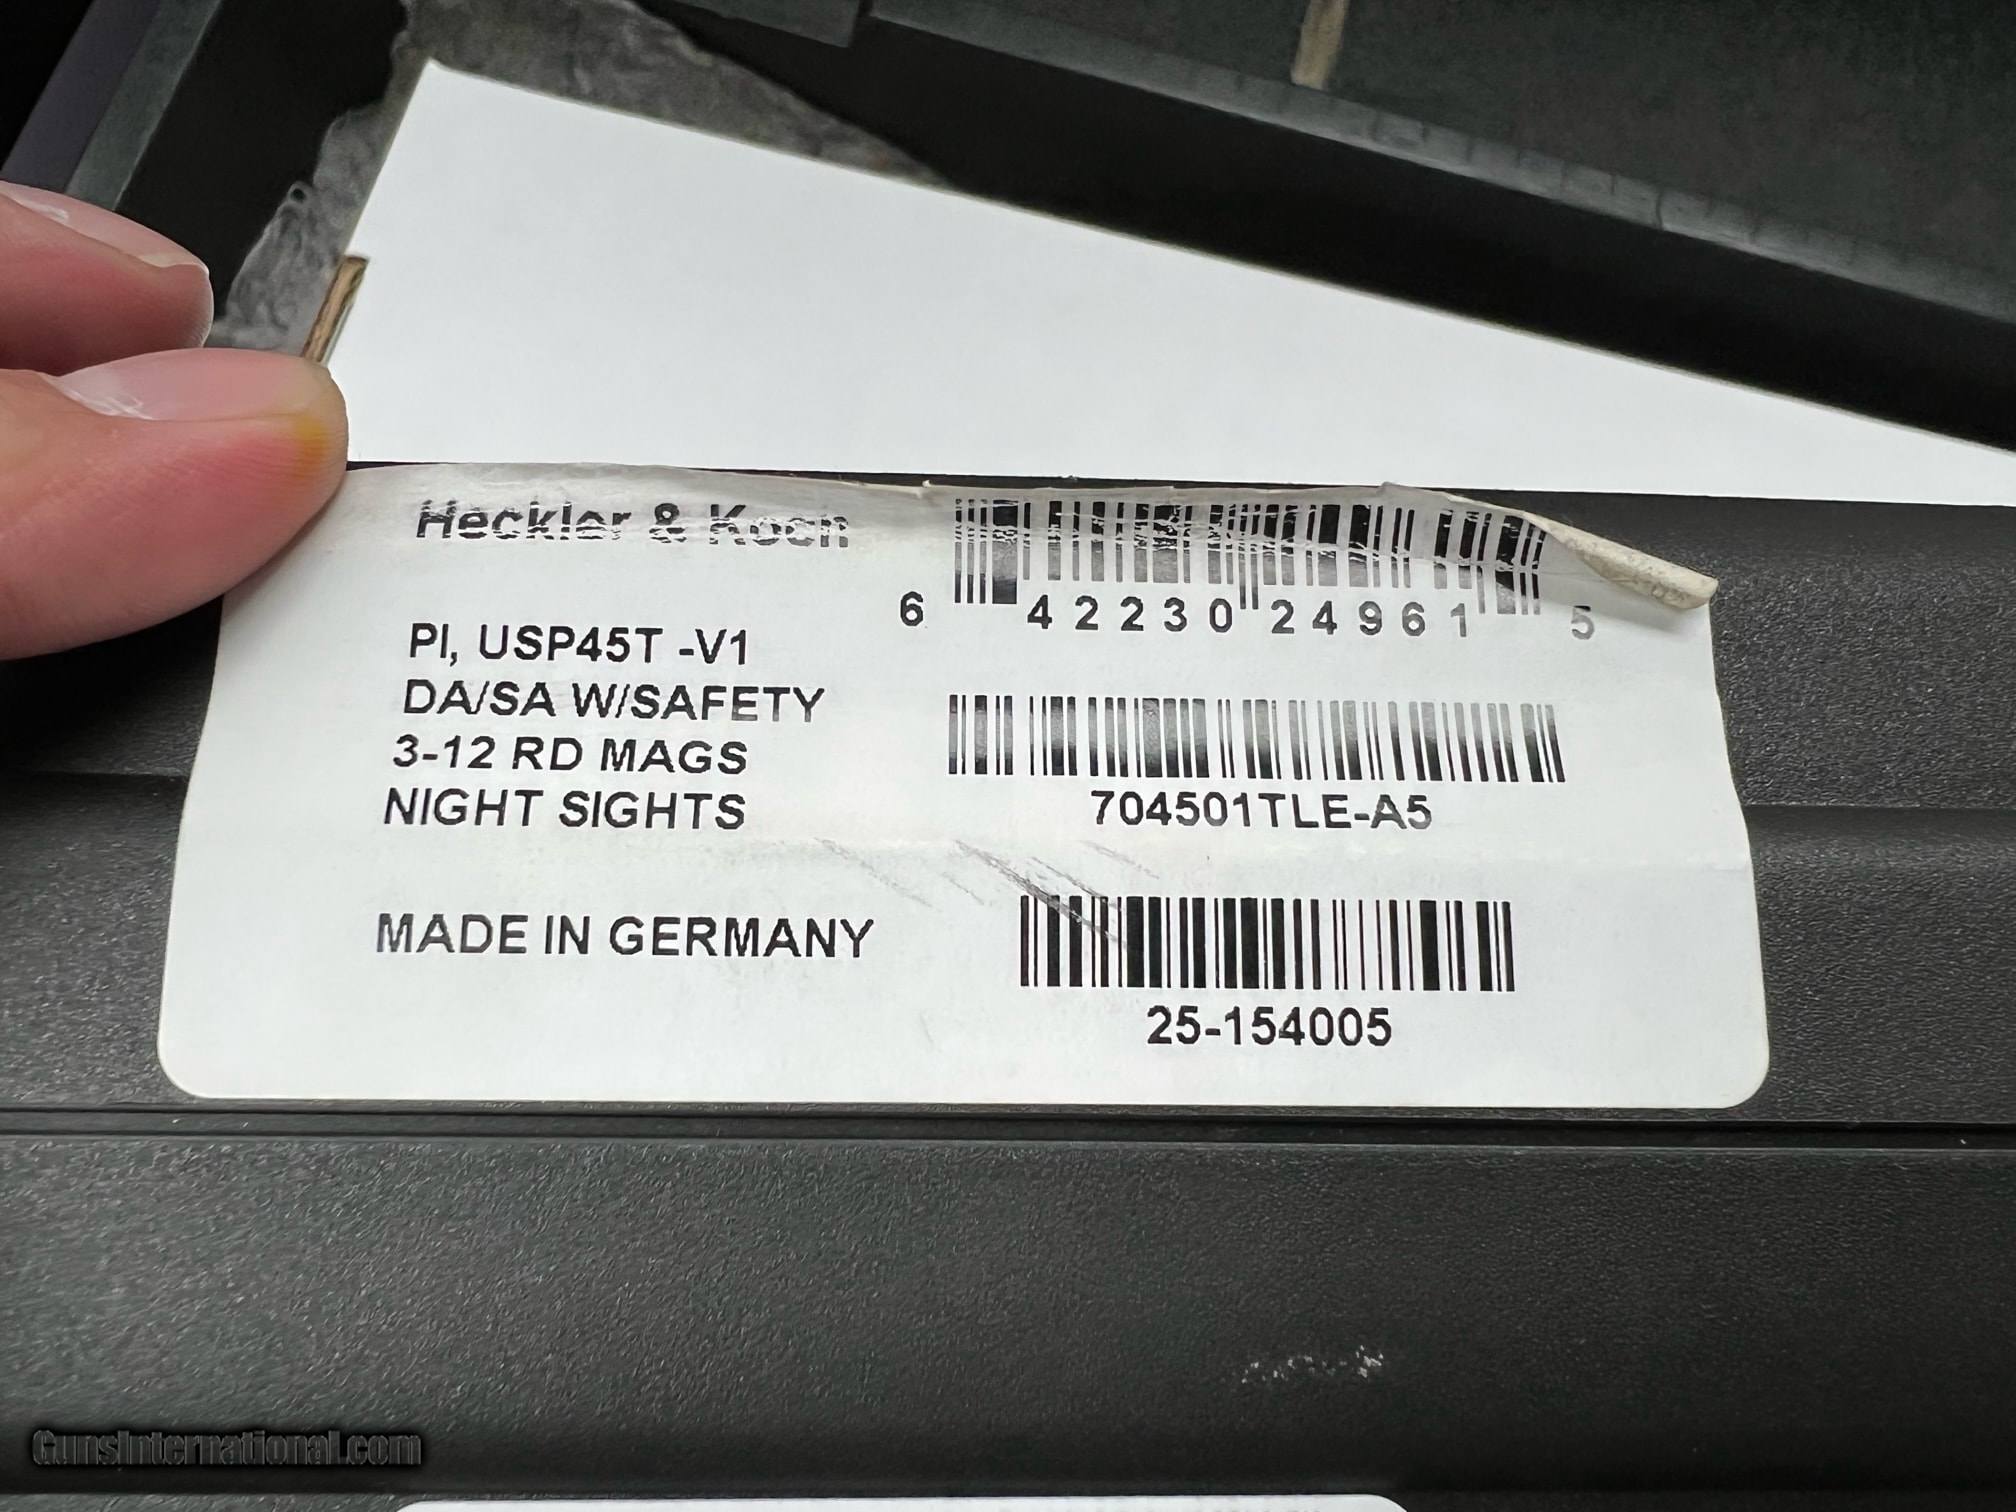 Heckler & Koch
PI, USP45T -V1
DA/SA W/SAFETY
3-12 RD MAGS
NIGHT SIGHTS
MADE IN GERMANY
6 42230 24961 5
704501TLE-A5
25-154005
GunsInternational.com